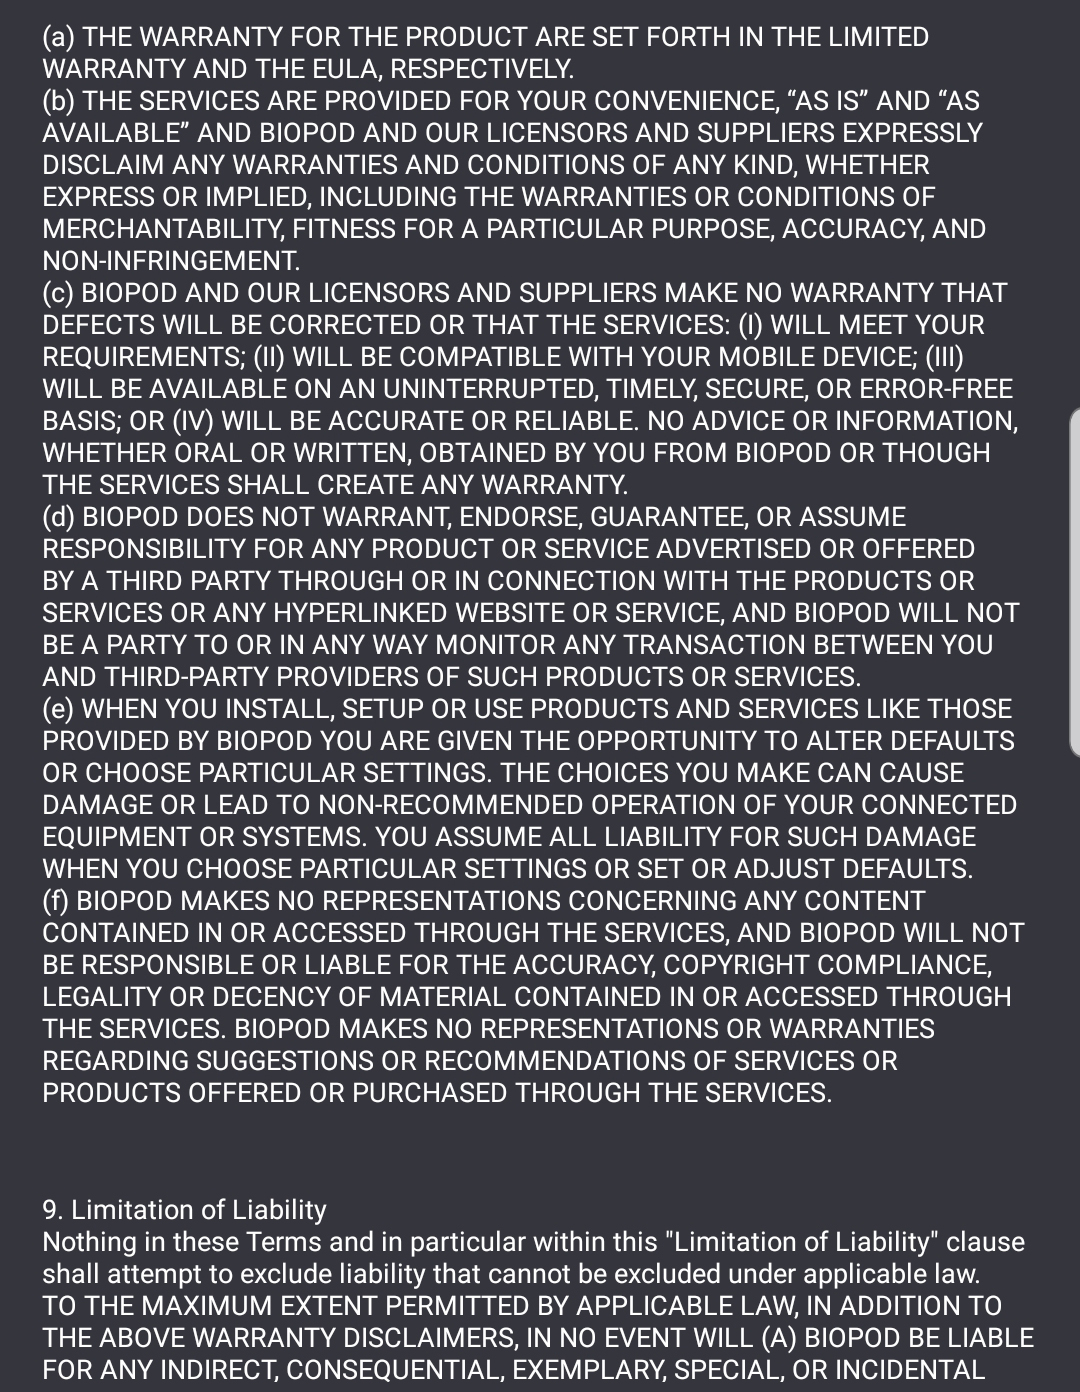 (a) THE WARRANTY FOR THE PRODUCT ARE SET FORTH IN THE LIMITED
WARRANTY AND THE EULA, RESPECTIVELY.
(b) THE SERVICES ARE PROVIDED FOR YOUR CONVENIENCE, “AS IS” AND “AS
AVAILABLE” AND BIOPOD AND OUR LICENSORS AND SUPPLIERS EXPRESSLY
DISCLAIM ANY WARRANTIES AND CONDITIONS OF ANY KIND, WHETHER
EXPRESS OR IMPLIED, INCLUDING THE WARRANTIES OR CONDITIONS OF
MERCHANTABILITY, FITNESS FOR A PARTICULAR PURPOSE, ACCURACY, AND
NON-INFRINGEMENT.
(c) BIOPOD AND OUR LICENSORS AND SUPPLIERS MAKE NO WARRANTY THAT
DEFECTS WILL BE CORRECTED OR THAT THE SERVICES: (I) WILL MEET YOUR
REQUIREMENTS; (II) WILL BE COMPATIBLE WITH YOUR MOBILE DEVICE; (III)
WILL BE AVAILABLE ON AN UNINTERRUPTED, TIMELY, SECURE, OR ERROR-FREE
BASIS; OR (IV) WILL BE ACCURATE OR RELIABLE. NO ADVICE OR INFORMATION,
WHETHER ORAL OR WRITTEN, OBTAINED BY YOU FROM BIOPOD OR THOUGH
THE SERVICES SHALL CREATE ANY WARRANTY.
(d) BIOPOD DOES NOT WARRANT, ENDORSE, GUARANTEE, OR ASSUME
RESPONSIBILITY FOR ANY PRODUCT OR SERVICE ADVERTISED OR OFFERED
BY A THIRD PARTY THROUGH OR IN CONNECTION WITH THE PRODUCTS OR
SERVICES OR ANY HYPERLINKED WEBSITE OR SERVICE, AND BIOPOD WILL NOT
BE A PARTY TO OR IN ANY WAY MONITOR ANY TRANSACTION BETWEEN YOU
AND THIRD-PARTY PROVIDERS OF SUCH PRODUCTS OR SERVICES.
(e) WHEN YOU INSTALL, SETUP OR USE PRODUCTS AND SERVICES LIKE THOSE
PROVIDED BY BIOPOD YOU ARE GIVEN THE OPPORTUNITY TO ALTER DEFAULTS
OR CHOOSE PARTICULAR SETTINGS. THE CHOICES YOU MAKE CAN CAUSE
DAMAGE OR LEAD TO NON-RECOMMENDED OPERATION OF YOUR CONNECTED
EQUIPMENT OR SYSTEMS. YOU ASSUME ALL LIABILITY FOR SUCH DAMAGE
WHEN YOU CHOOSE PARTICULAR SETTINGS OR SET OR ADJUST DEFAULTS.
(f) BIOPOD MAKES NO REPRESENTATIONS CONCERNING ANY CONTENT
CONTAINED IN OR ACCESSED THROUGH THE SERVICES, AND BIOPOD WILL NOT
BE RESPONSIBLE OR LIABLE FOR THE ACCURACY, COPYRIGHT COMPLIANCE,
LEGALITY OR DECENCY OF MATERIAL CONTAINED IN OR ACCESSED THROUGH
THE SERVICES. BIOPOD MAKES NO REPRESENTATIONS OR WARRANTIES
REGARDING SUGGESTIONS OR RECOMMENDATIONS OF SERVICES OR
PRODUCTS OFFERED OR PURCHASED THROUGH THE SERVICES.
9. Limitation of Liability
Nothing in these Terms and in particular within this "Limitation of Liability" clause
shall attempt to exclude liability that cannot be excluded under applicable law.
TO THE MAXIMUM EXTENT PERMITTED BY APPLICABLE LAW, IN ADDITION TO
THE ABOVE WARRANTY DISCLAIMERS, IN NO EVENT WILL (A) BIOPOD BE LIABLE
FOR ANY INDIRECT, CONSEQUENTIAL, EXEMPLARY, SPECIAL, OR INCIDENTAL